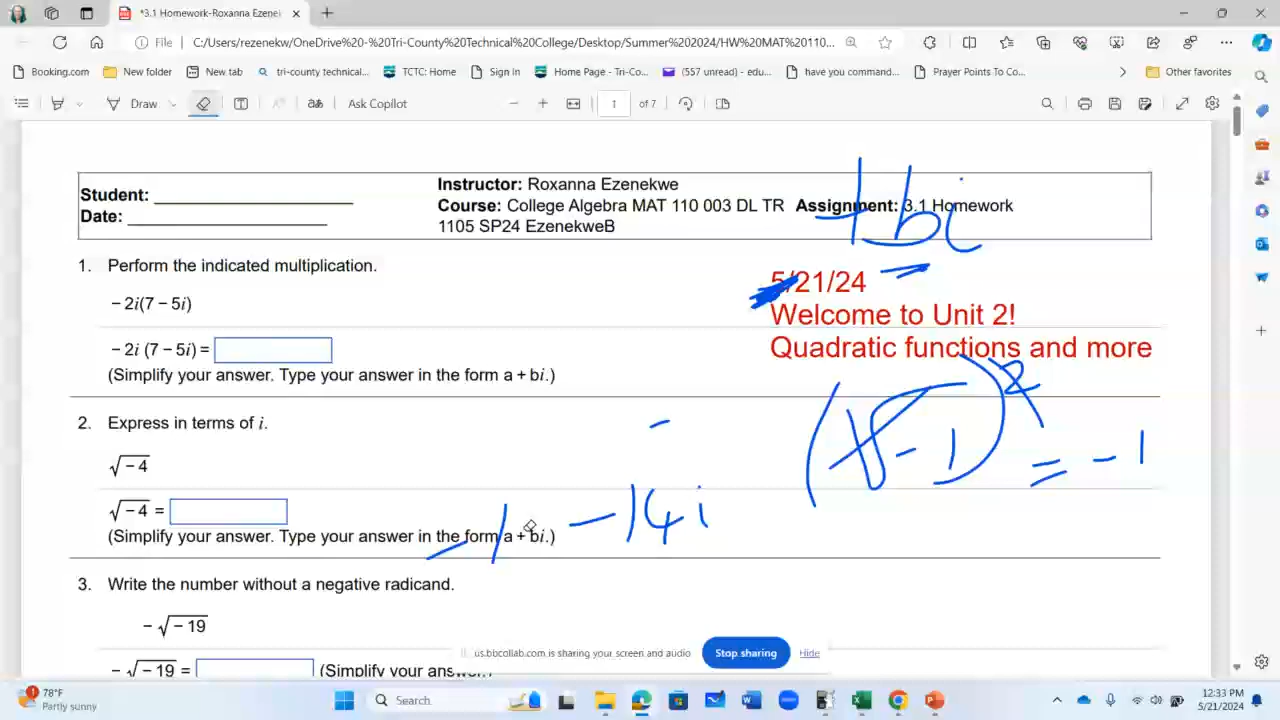 *3.1 Homework-Roxanna Ezene
File C:/Users/rezenekw/OneDrive%20-%20Tri-County%20Technical%20College/Desktop/Summer%202024/HW%20MAT%20110...
Booking.com New folder New tab tri-county technical... TCTC: Home Sign In Home Page - Tri-Co... (557 unread) - edu... have you command... Prayer Points To Co... Other favorites
Draw Ask Copilot 1 of 7
Student:
Date:
Instructor: Roxanna Ezenekwe
Course: College Algebra MAT 110 003 DL TR
1105 SP24 EzenekweB
Assignment: 3.1 Homework
+bi
1. Perform the indicated multiplication.
− 2i(7 − 5i)
− 2i (7 − 5i) =
(Simplify your answer. Type your answer in the form a + bi.)
5/21/24
Welcome to Unit 2!
Quadratic functions and more
2. Express in terms of i.
√−4
√−4 =
(Simplify your answer. Type your answer in the form a + bi.)
(√−1)² = −1
−14i
3. Write the number without a negative radicand.
− √−19
− √−19 = (Simplify your answer.)
us.bbcollab.com is sharing your screen and audio Stop sharing Hide
1 78°F
Partly sunny
Search
12:33 PM
5/21/2024